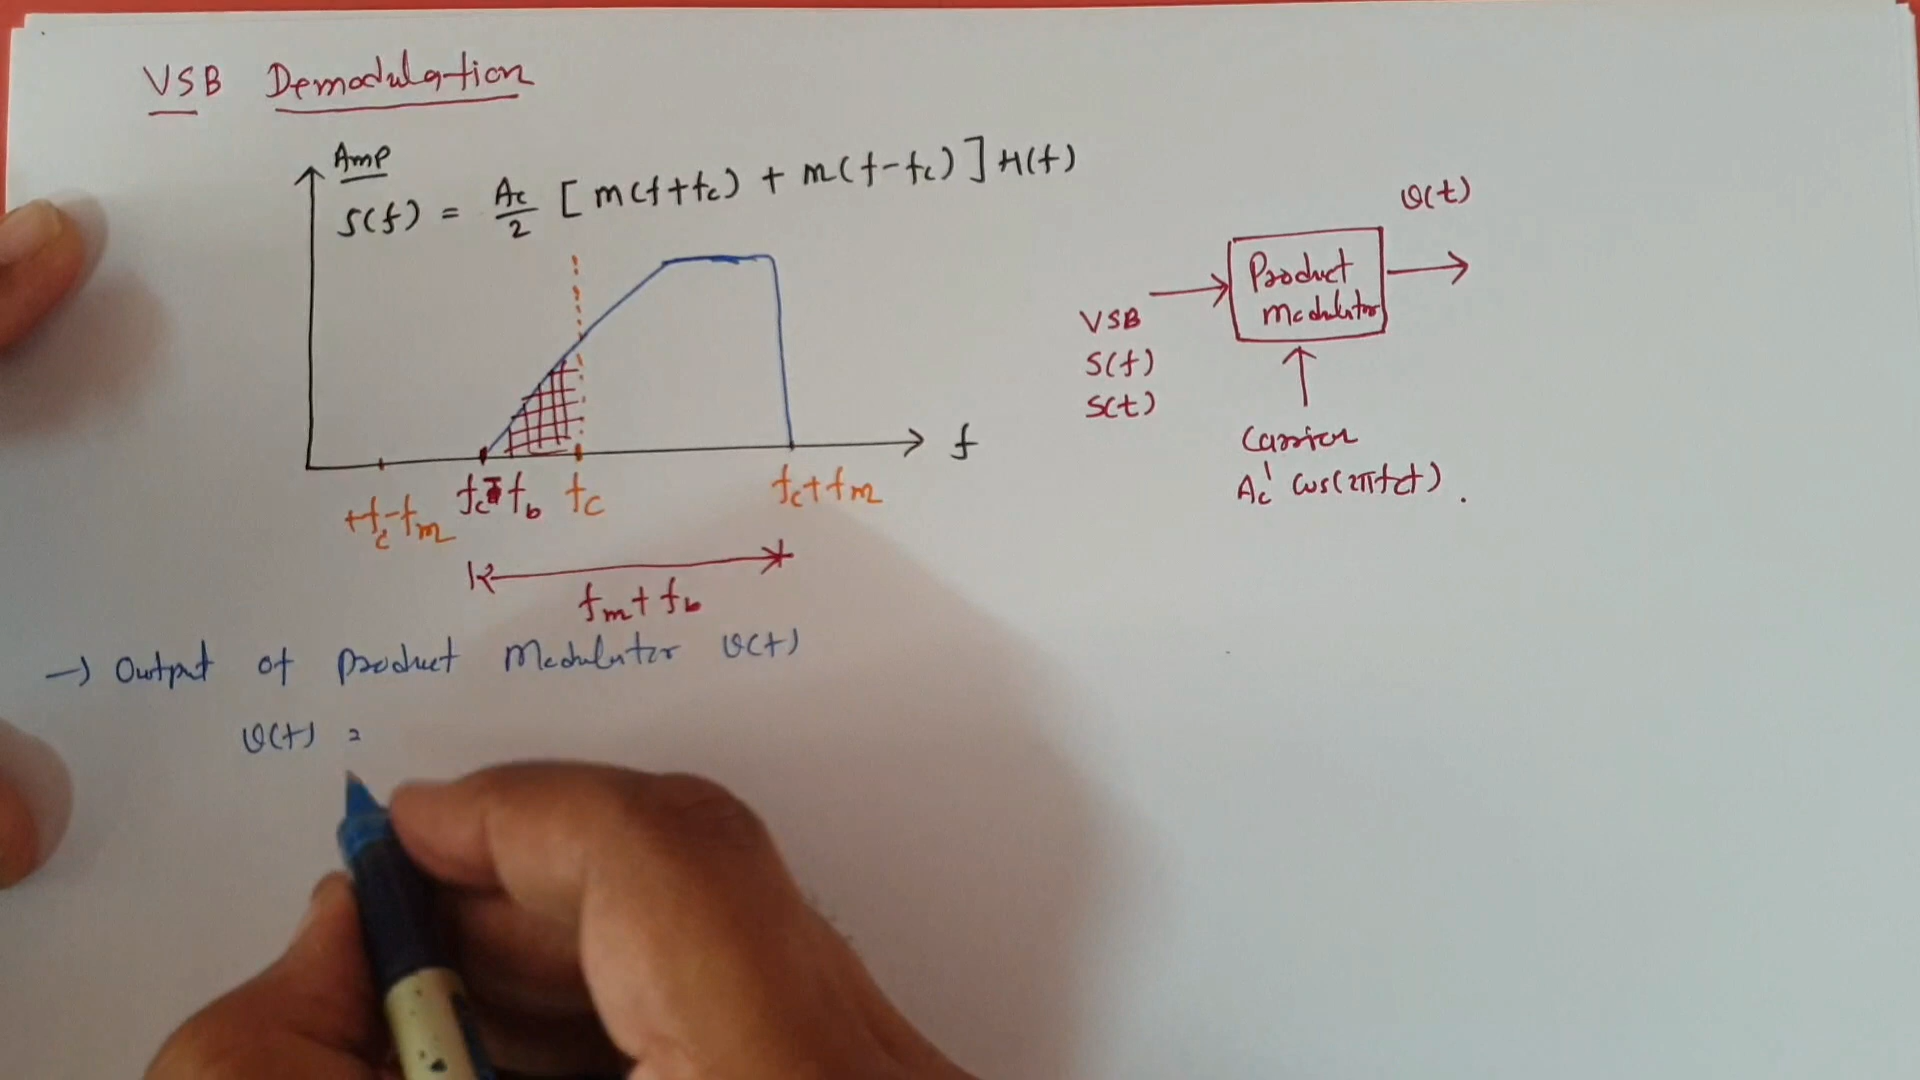 VSB Demodulation
Amp
S(f) = Ac/2 [ m(f+fc) + m(f-fc) ] H(f)
f
+fc-fm
fc-fb
fc
fc+fm
fm+fb
v(t)
Product
modulator
VSB
S(f)
S(t)
Carrier
Ac' cos(2πfct).
→ Output of product Modulator v(t)
v(t) =